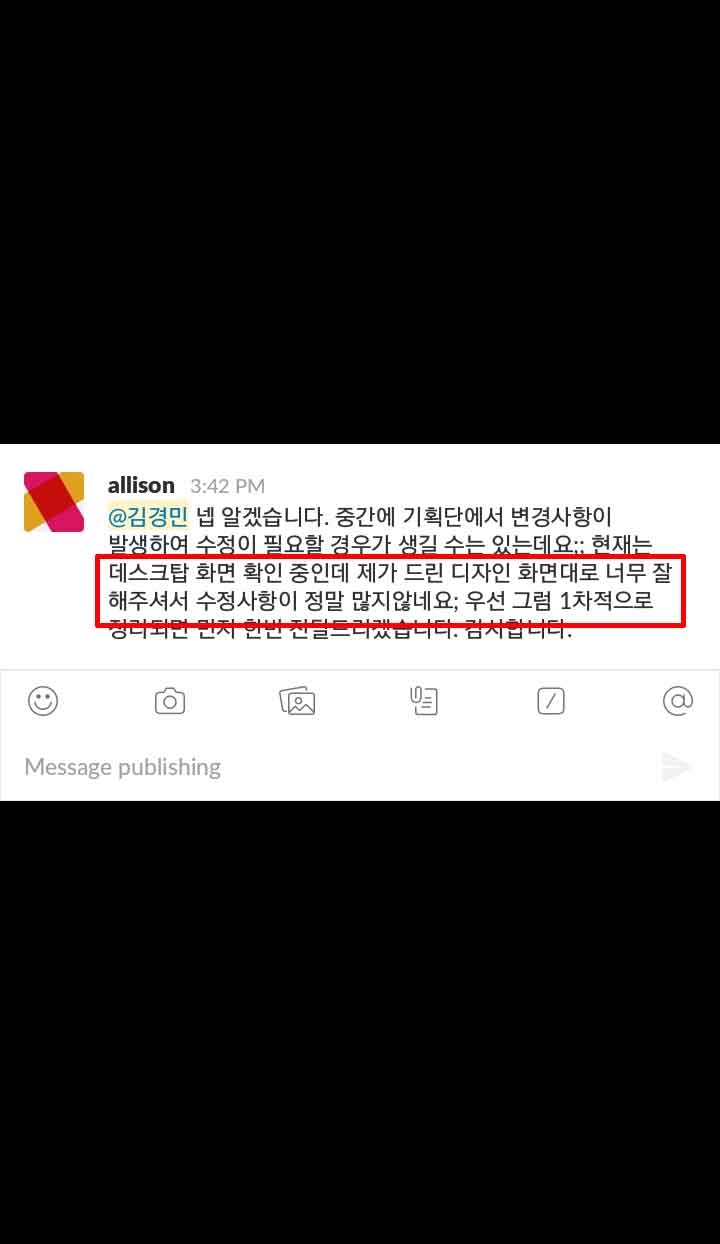 allison 3:42 PM
@김경민 넵 알겠습니다. 중간에 기획단에서 변경사항이
발생하여 수정이 필요할 경우가 생길 수는 있는데요;; 현재는
데스크탑 화면 확인 중인데 제가 드린 디자인 화면대로 너무 잘
해주셔서 수정사항이 정말 많지않네요; 우선 그럼 1차적으로
정리되면 먼저 한번 전달드리겠습니다. 감사합니다.
Message publishing